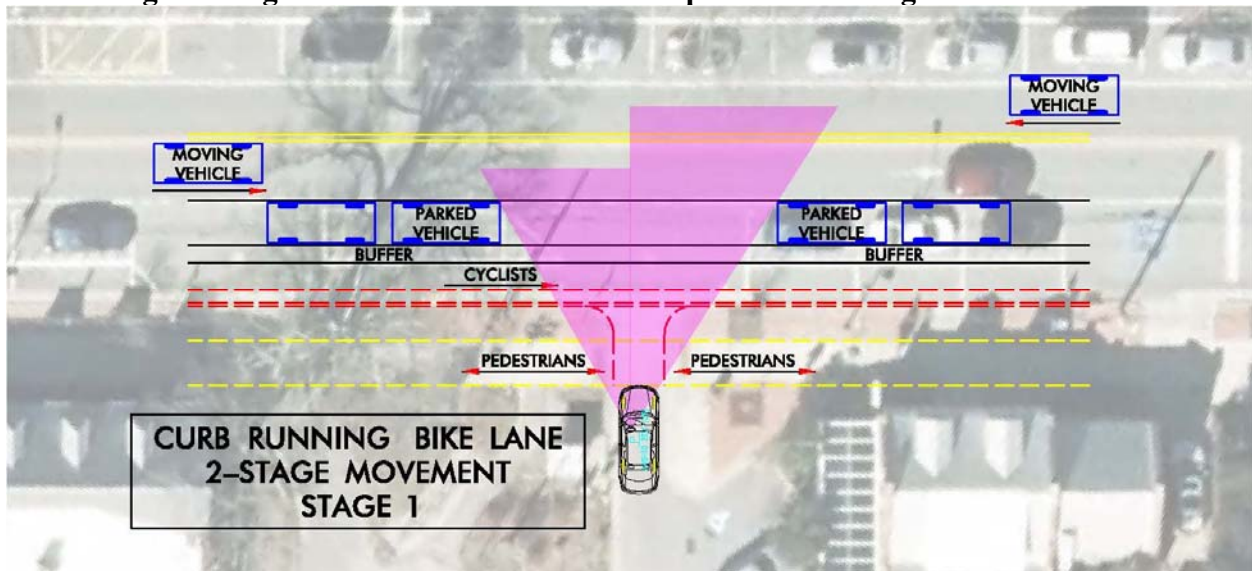 MOVING
VEHICLE
MOVING
VEHICLE
PARKED
VEHICLE
PARKED
VEHICLE
BUFFER
BUFFER
CYCLISTS
PEDESTRIANS
PEDESTRIANS
CURB RUNNING BIKE LANE
2-STAGE MOVEMENT
STAGE 1